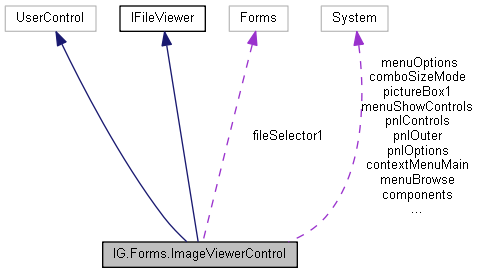 UserControl
IFileViewer
Forms
System
menuOptions
comboSizeMode
pictureBox1
menuShowControls
pnlControls
pnlOuter
pnlOptions
contextMenuMain
menuBrowse
components
...
fileSelector1
IG.Forms.ImageViewerControl